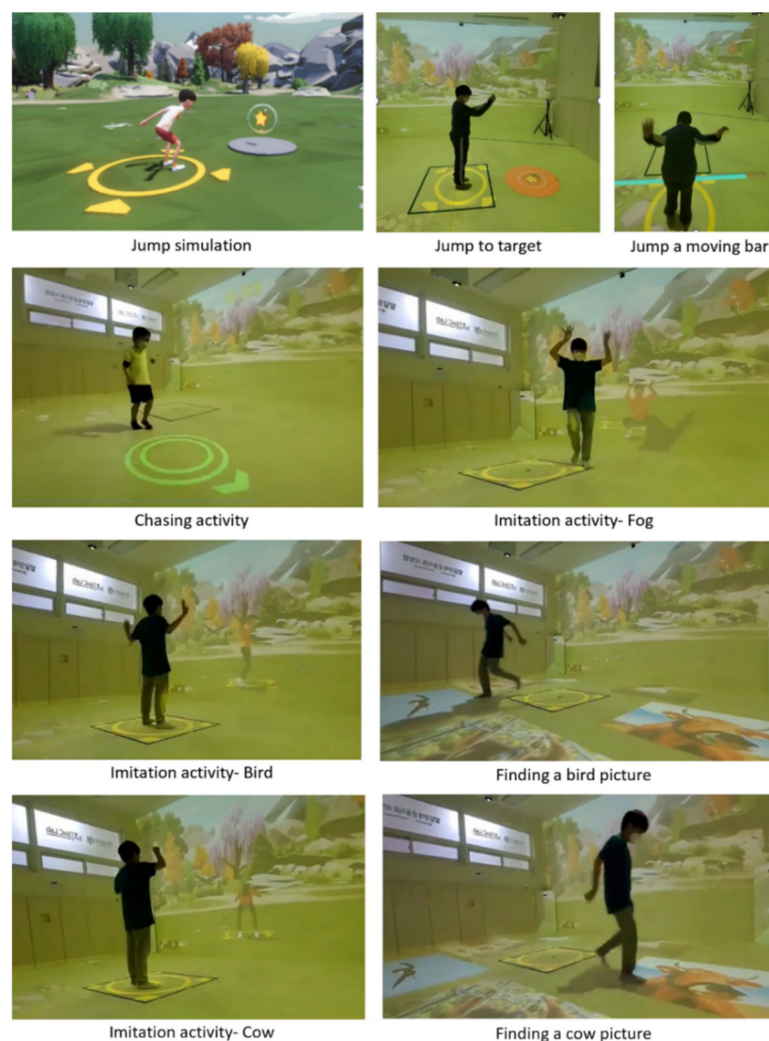 Jump simulation
Jump to target
Jump a moving bar
Chasing activity
Imitation activity- Fog
Imitation activity- Bird
Finding a bird picture
Imitation activity- Cow
Finding a cow picture